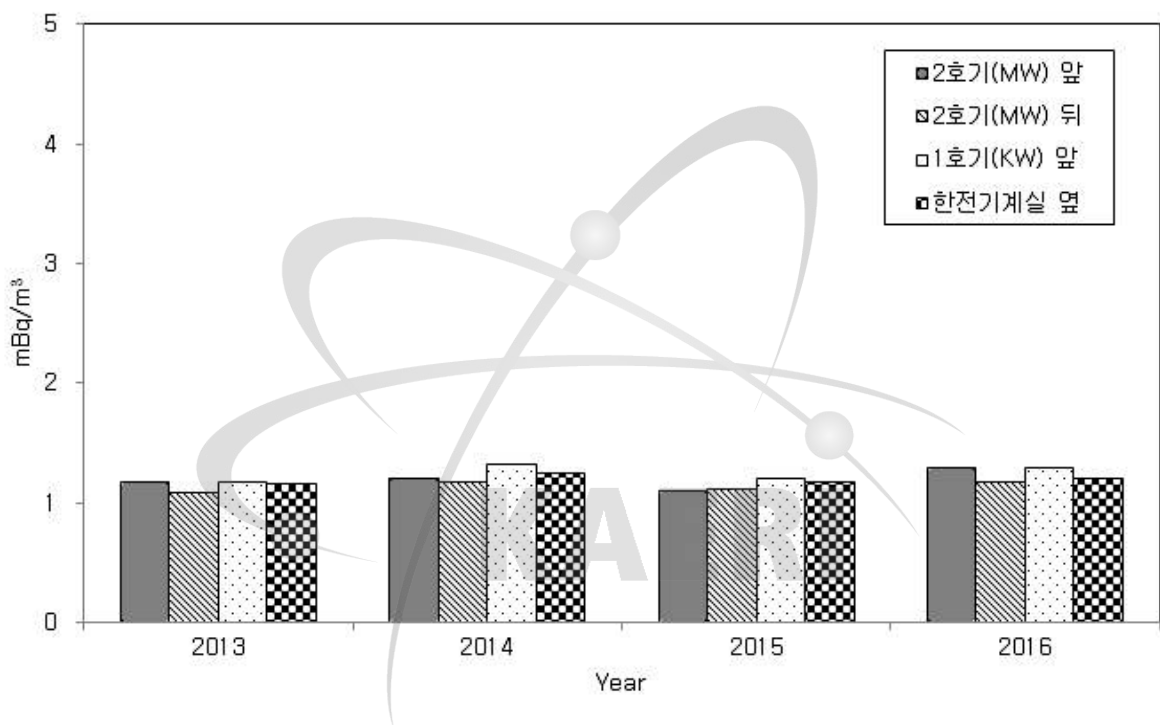 5
4
3
2
1
0
mBq/m³
2호기(MW) 앞
2호기(MW) 뒤
1호기(KW) 앞
한전기계실 옆
KAERI
2013
2014
2015
2016
Year